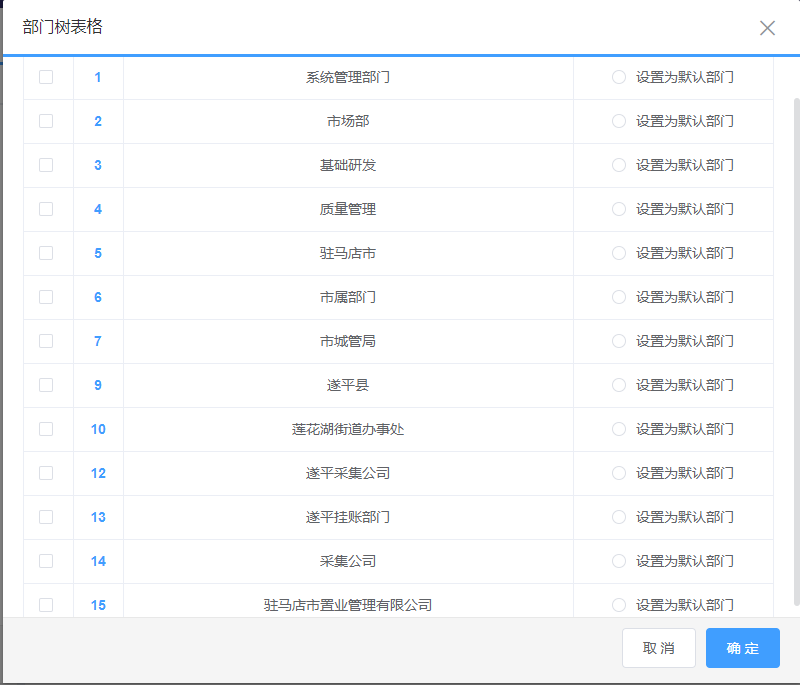 部门树表格
1 系统管理部门 设置为默认部门
2 市场部 设置为默认部门
3 基础研发 设置为默认部门
4 质量管理 设置为默认部门
5 驻马店市 设置为默认部门
6 市属部门 设置为默认部门
7 市城管局 设置为默认部门
9 遂平县 设置为默认部门
10 莲花湖街道办事处 设置为默认部门
12 遂平采集公司 设置为默认部门
13 遂平挂账部门 设置为默认部门
14 采集公司 设置为默认部门
15 驻马店市置业管理有限公司 设置为默认部门
取 消 确 定